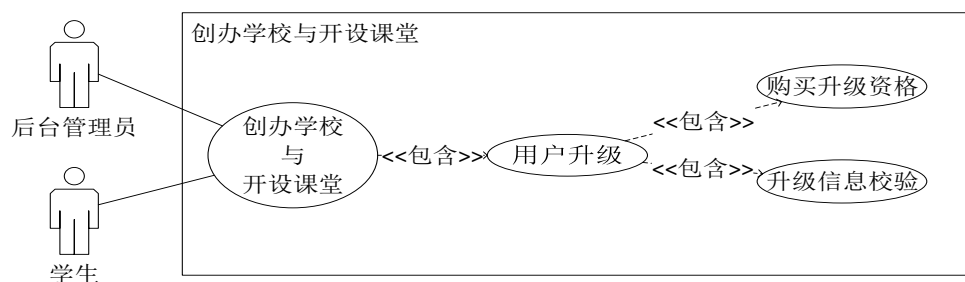 创办学校与开设课堂
后台管理员
学生
创办学校
与
开设课堂
<<包含>>
用户升级
<<包含>>
购买升级资格
<<包含>>
升级信息校验